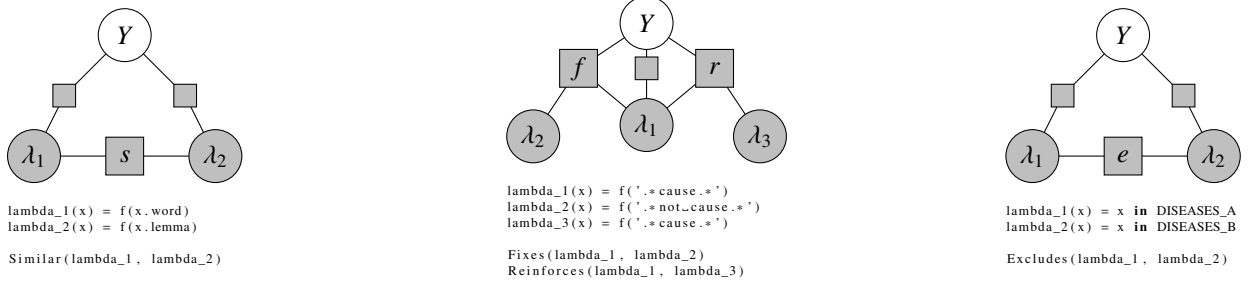 Y
λ1
s
λ2
lambda_1(x) = f(x.word)
lambda_2(x) = f(x.lemma)
Similar(lambda_1, lambda_2)
Y
f
r
λ2
λ1
λ3
lambda_1(x) = f('.*cause.*')
lambda_2(x) = f('.*not_cause.*')
lambda_3(x) = f('.*cause.*')
Fixes(lambda_1, lambda_2)
Reinforces(lambda_1, lambda_3)
Y
λ1
e
λ2
lambda_1(x) = x in DISEASES_A
lambda_2(x) = x in DISEASES_B
Excludes(lambda_1, lambda_2)